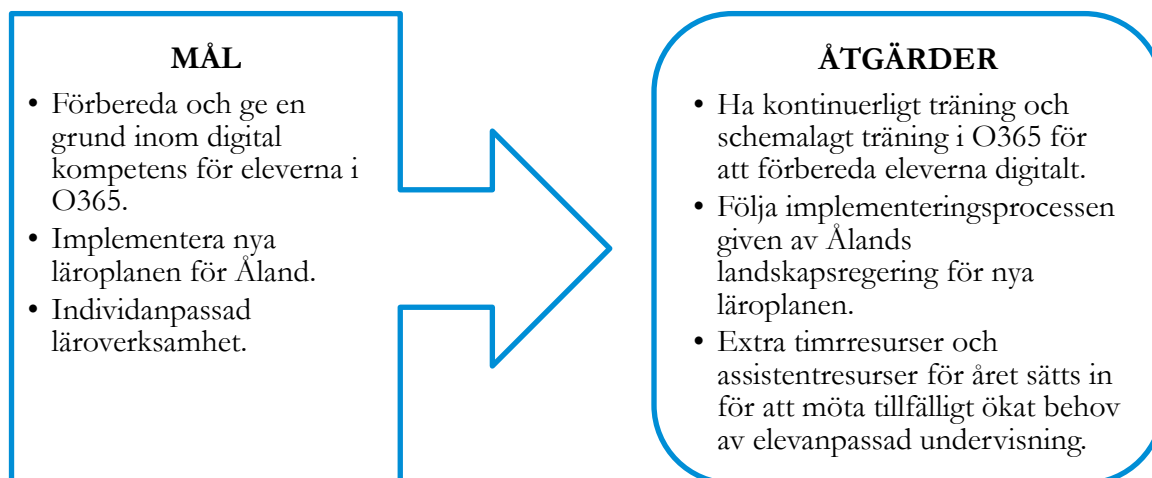 MÅL
• Förbereda och ge en
grund inom digital
kompetens för eleverna i
O365.
• Implementera nya
läroplanen för Åland.
• Individanpassad
läroverksamhet.
ÅTGÄRDER
• Ha kontinuerligt träning och
schemalagt träning i O365 för
att förbereda eleverna digitalt.
• Följa implementeringsprocessen
given av Ålands
landskapsregering för nya
läroplanen.
• Extra timrresurser och
assistentresurser för året sätts in
för att möta tillfälligt ökat behov
av elevanpassad undervisning.